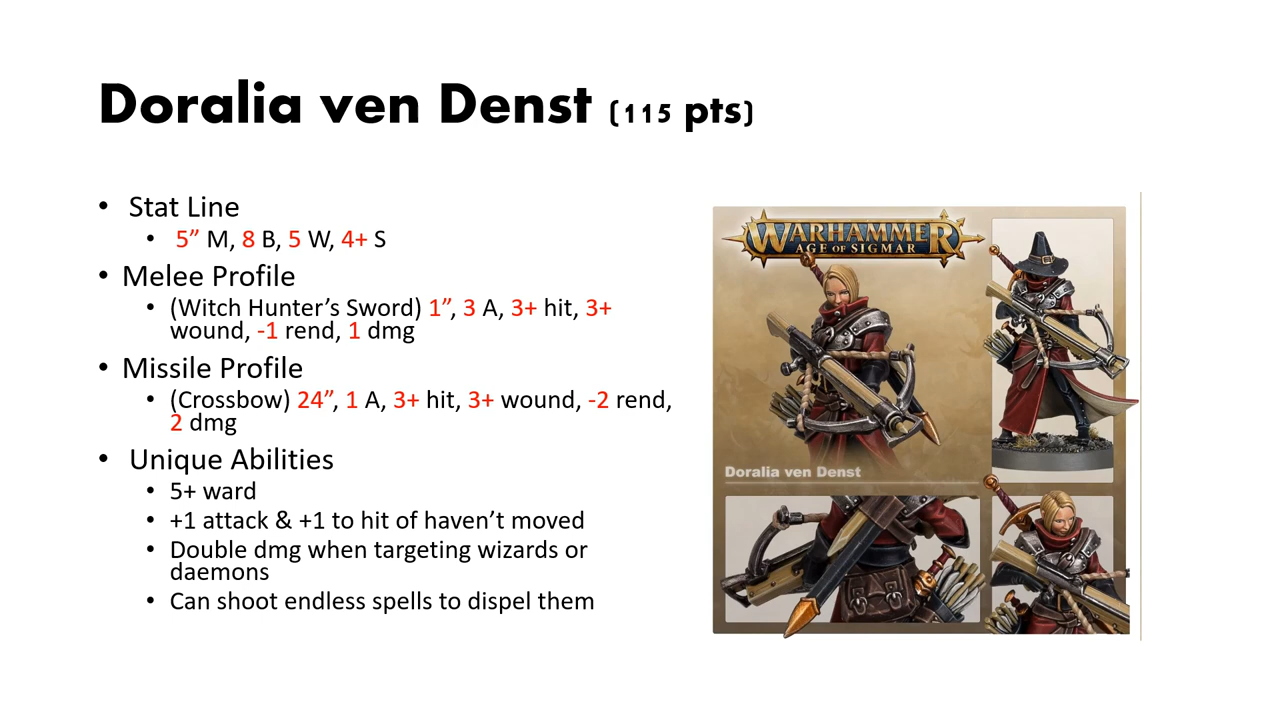 Doralia ven Denst (115 pts)
• Stat Line
• 5” M, 8 B, 5 W, 4+ S
• Melee Profile
• (Witch Hunter’s Sword) 1”, 3 A, 3+ hit, 3+
wound, -1 rend, 1 dmg
• Missile Profile
• (Crossbow) 24”, 1 A, 3+ hit, 3+ wound, -2 rend,
2 dmg
• Unique Abilities
• 5+ ward
• +1 attack & +1 to hit of haven’t moved
• Double dmg when targeting wizards or
daemons
• Can shoot endless spells to dispel them
WARHAMMER
AGE OF SIGMAR
Doralia ven Denst